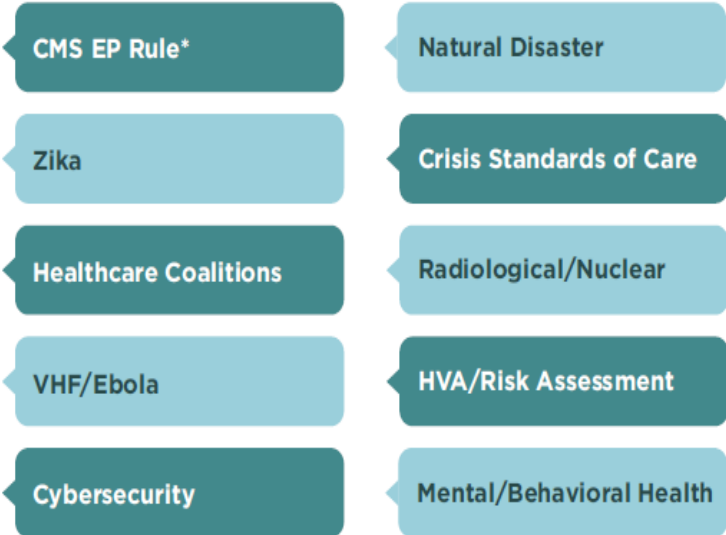 CMS EP Rule*
Natural Disaster
Zika
Crisis Standards of Care
Healthcare Coalitions
Radiological/Nuclear
VHF/Ebola
HVA/Risk Assessment
Cybersecurity
Mental/Behavioral Health